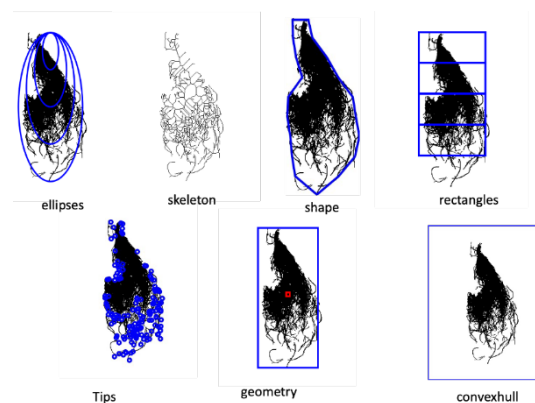 ellipses
skeleton
shape
rectangles
Tips
geometry
convexhull